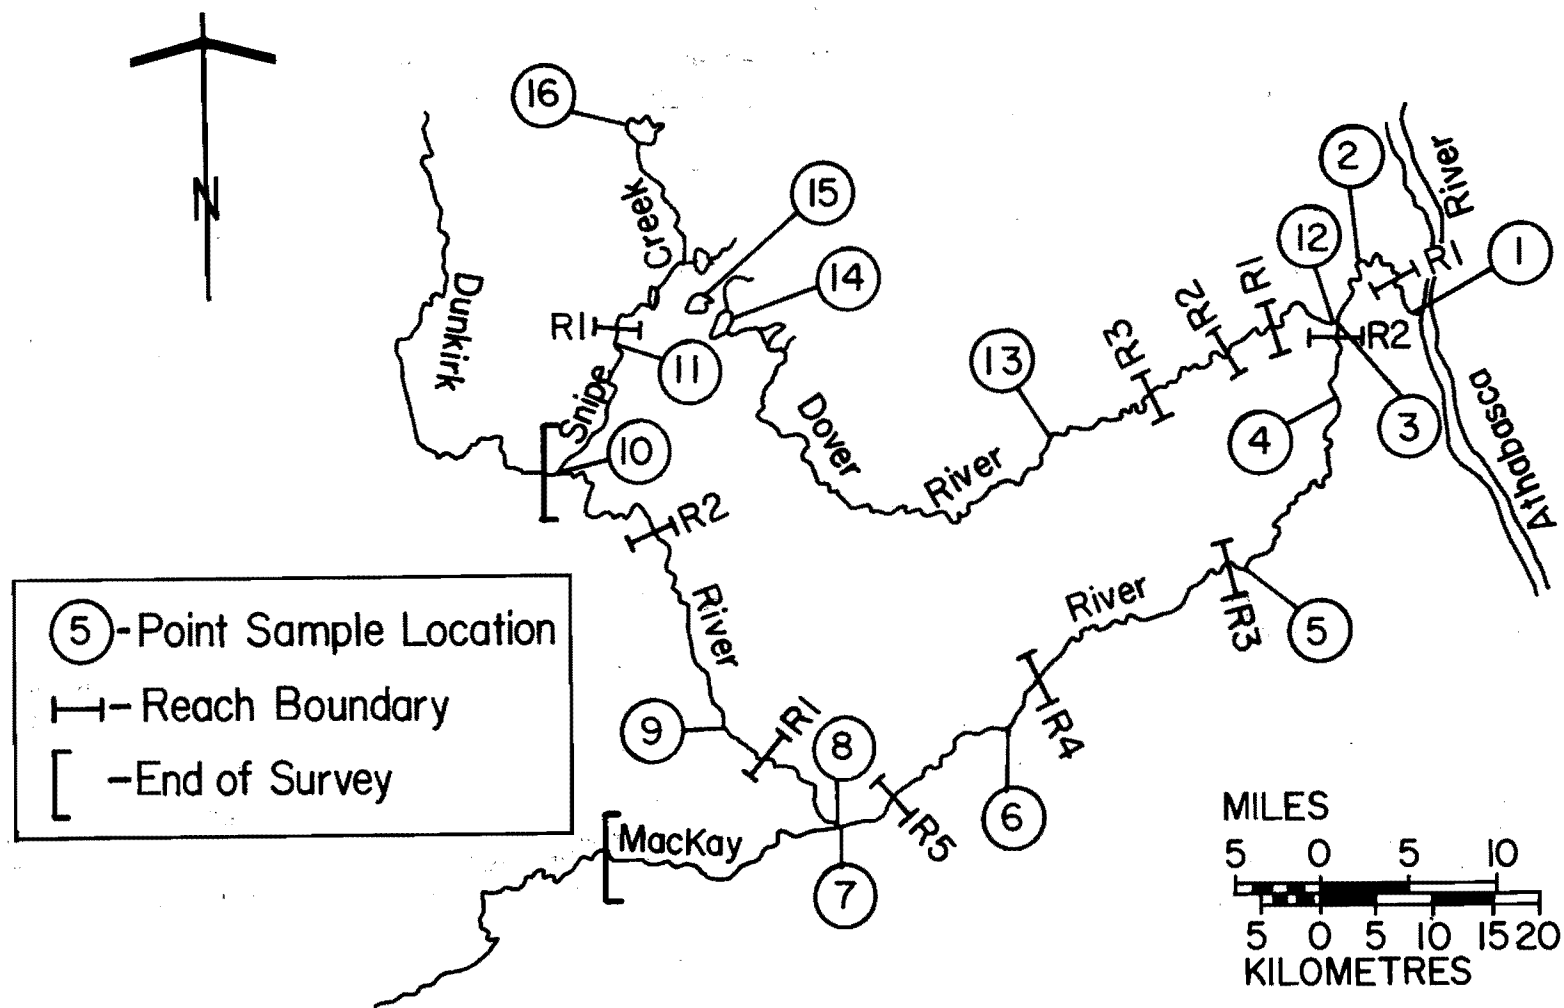 N
16
15
14
Creek
Dunkirk
R1
11
Snipe
10
R2
River
9
R1
8
7
MacKay
R5
6
R4
River
R3
5
4
3
R2
12
2
R1
1
River
Athabasca
R1
R2
R3
13
Dover
River
5 - Point Sample Location
- Reach Boundary
- End of Survey
MILES
5 0 5 10
5 0 5 10 15 20
KILOMETRES